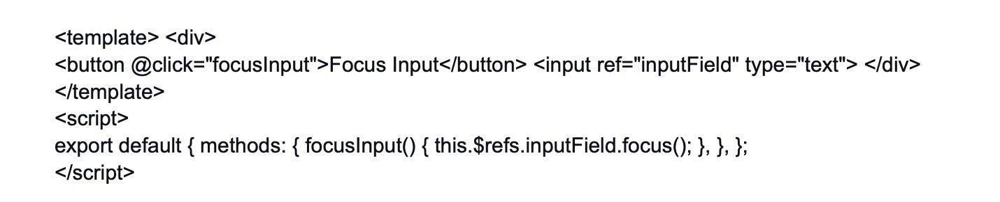 <template> <div>
<button @click="focusInput">Focus Input</button> <input ref="inputField" type="text"> </div>
</template>
<script>
export default { methods: { focusInput() { this.$refs.inputField.focus(); }, }, };
</script>